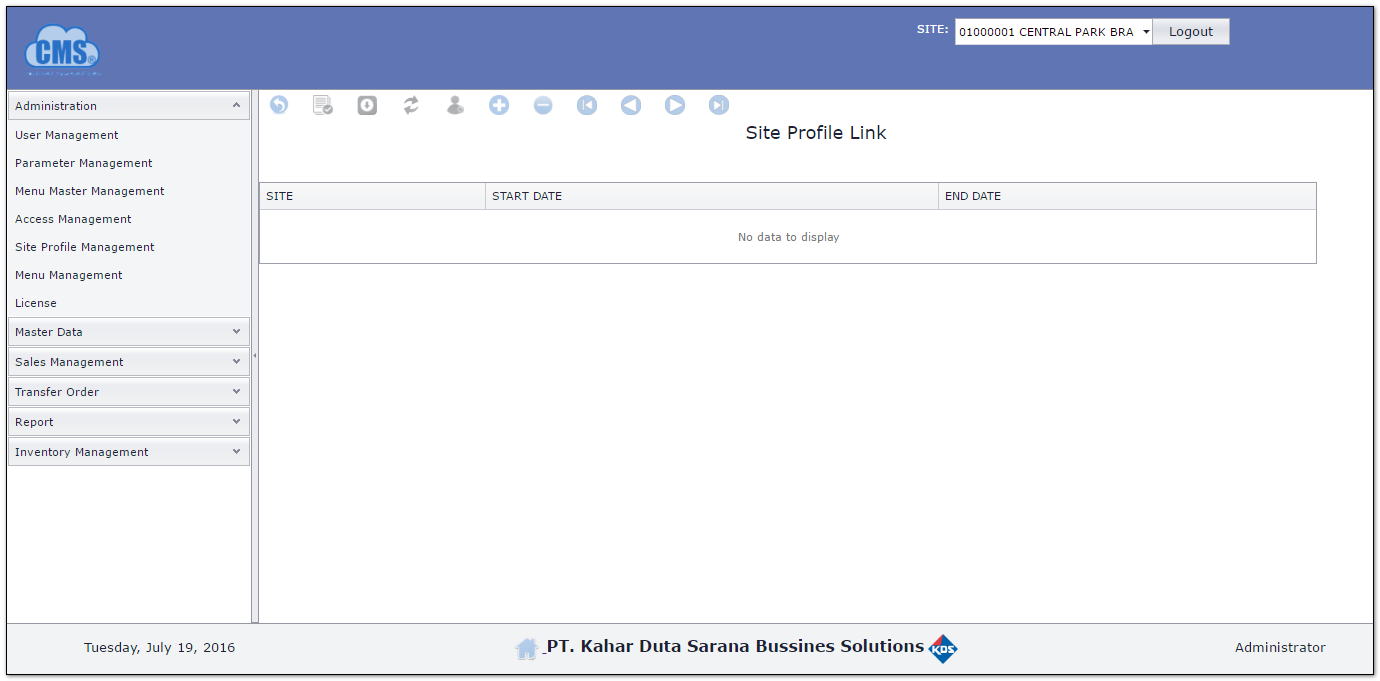 CMS
SITE: 01000001 CENTRAL PARK BRA Logout
Administration
User Management
Parameter Management
Menu Master Management
Access Management
Site Profile Management
Menu Management
License
Master Data
Sales Management
Transfer Order
Report
Inventory Management
Site Profile Link
SITE START DATE END DATE
No data to display
Tuesday, July 19, 2016
PT. Kahar Duta Sarana Bussines Solutions KDS
Administrator